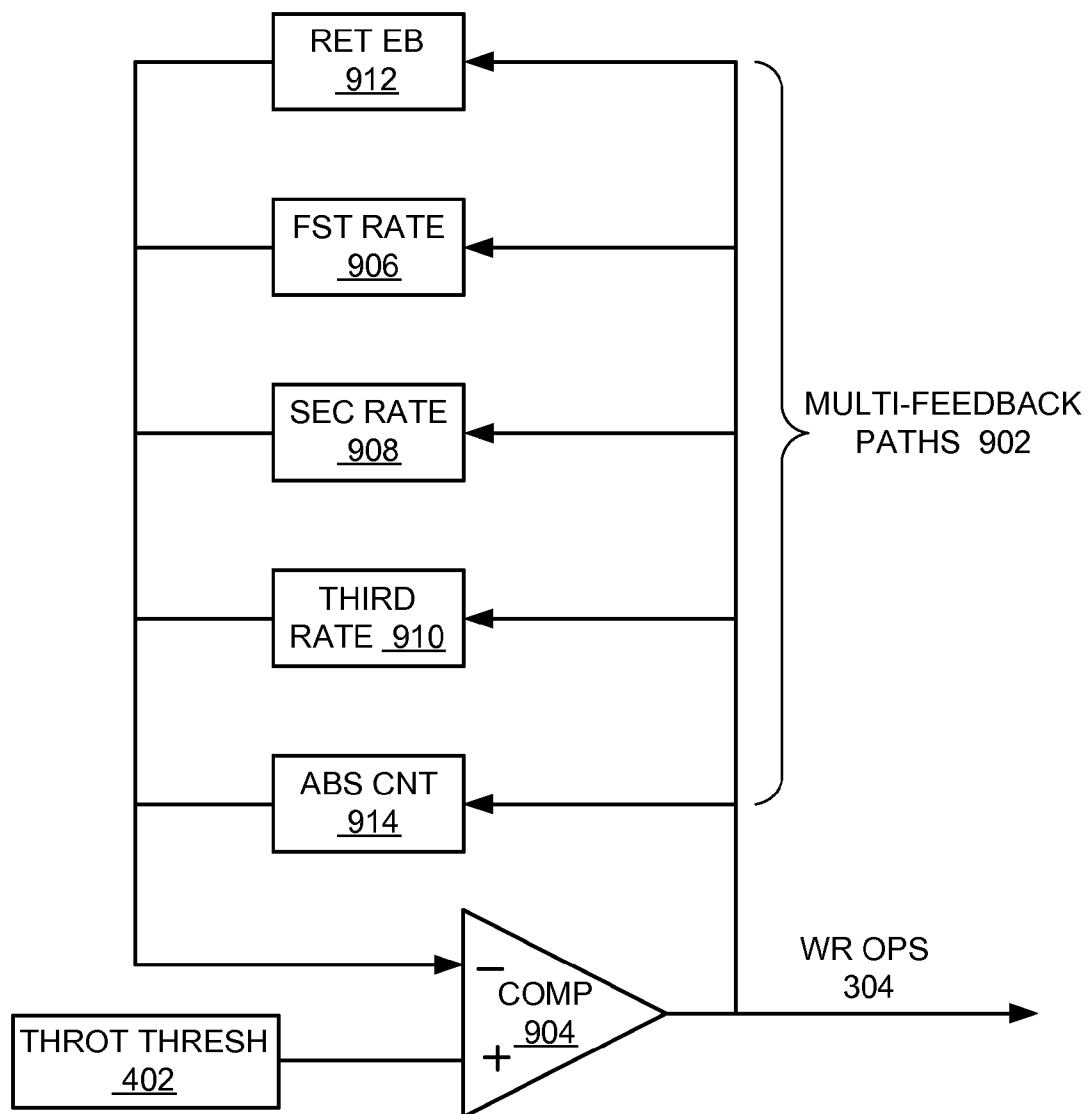 RET EB
912
FST RATE
906
SEC RATE
908
MULTI-FEEDBACK
PATHS 902
THIRD
RATE 910
ABS CNT
914
WR OPS
304
−
COMP
904
+
THROT THRESH
402